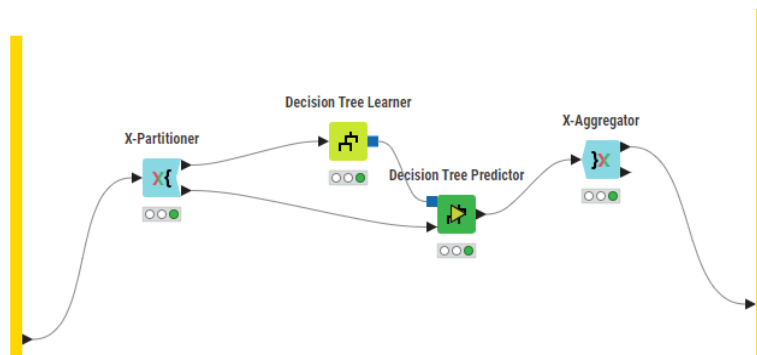 Decision Tree Learner
X-Aggregator
X-Partitioner
X{
}X
Decision Tree Predictor